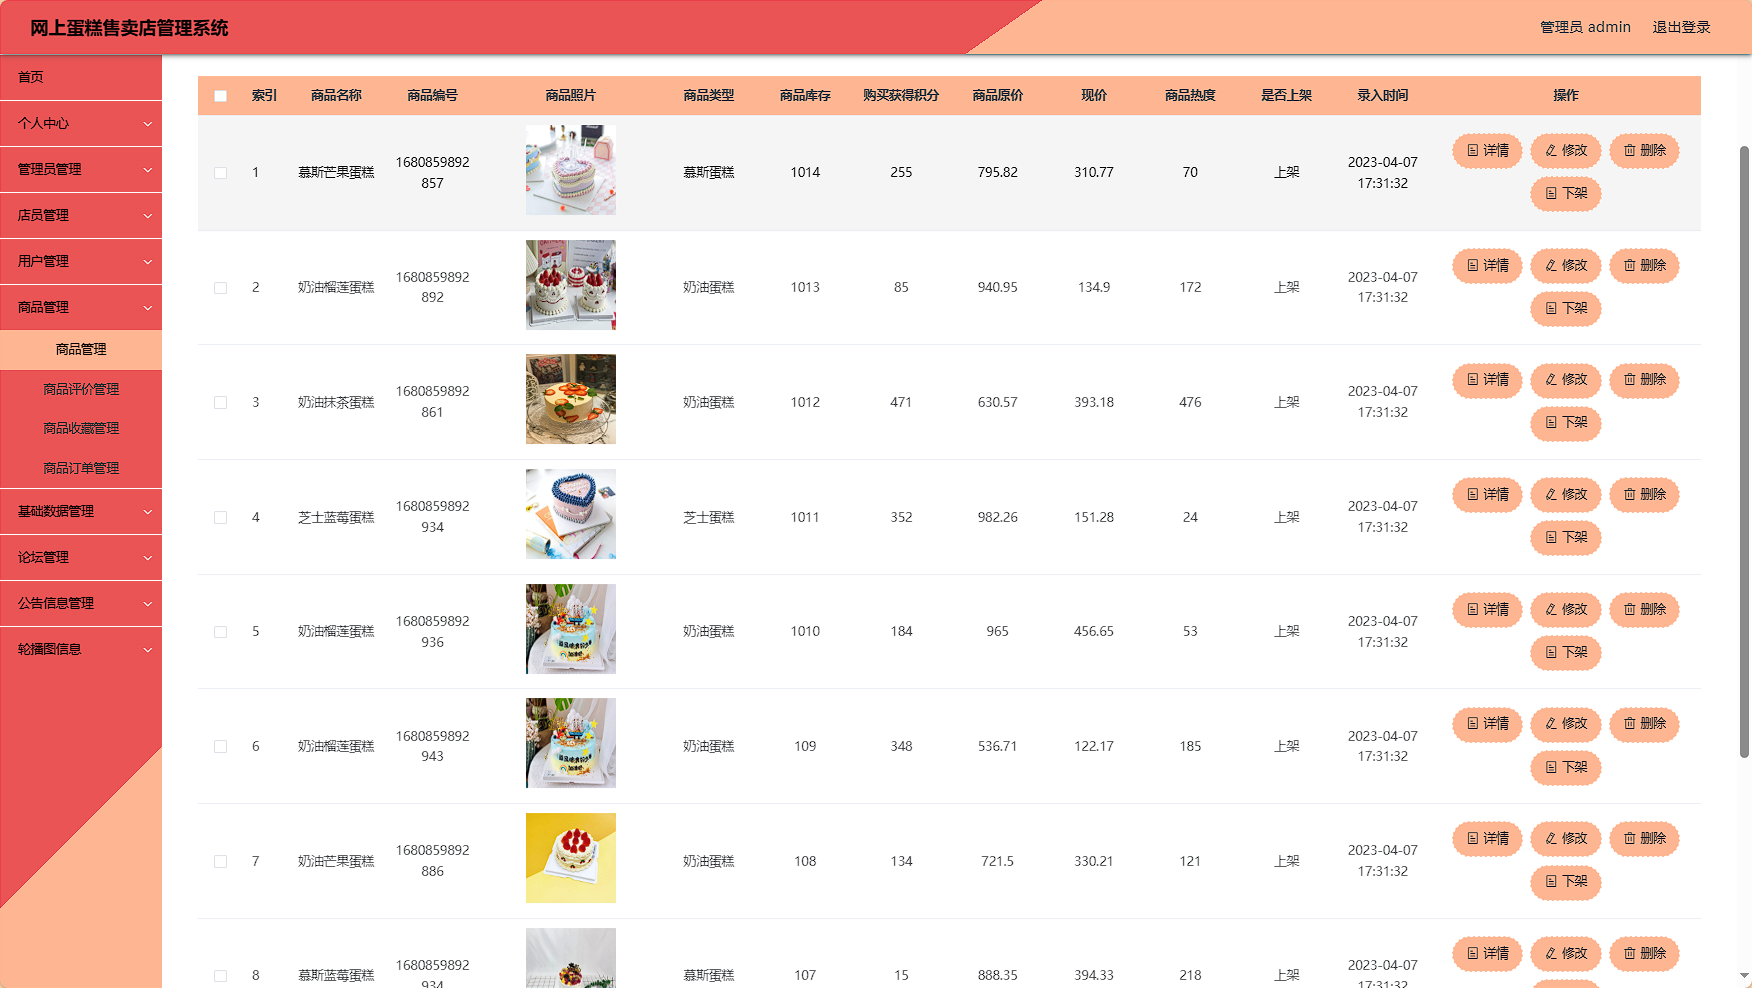 网上蛋糕售卖店管理系统
管理员 admin 退出登录
首页
个人中心
管理员管理
店员管理
用户管理
商品管理
商品管理
商品评价管理
商品收藏管理
商品订单管理
基础数据管理
论坛管理
公告信息管理
轮播图信息
索引 商品名称 商品编号 商品照片 商品类型 商品库存 购买获得积分 商品原价 现价 商品热度 是否上架 录入时间 操作
1 慕斯芒果蛋糕 1680859892857 慕斯蛋糕 1014 255 795.82 310.77 70 上架 2023-04-07 17:31:32 详情 修改 删除 下架
2 奶油榴莲蛋糕 1680859892892 奶油蛋糕 1013 85 940.95 134.9 172 上架 2023-04-07 17:31:32 详情 修改 删除 下架
3 奶油抹茶蛋糕 1680859892861 奶油蛋糕 1012 471 630.57 393.18 476 上架 2023-04-07 17:31:32 详情 修改 删除 下架
4 芝士蓝莓蛋糕 1680859892934 芝士蛋糕 1011 352 982.26 151.28 24 上架 2023-04-07 17:31:32 详情 修改 删除 下架
5 奶油榴莲蛋糕 1680859892936 奶油蛋糕 1010 184 965 456.65 53 上架 2023-04-07 17:31:32 详情 修改 删除 下架
6 奶油榴莲蛋糕 1680859892943 奶油蛋糕 109 348 536.71 122.17 185 上架 2023-04-07 17:31:32 详情 修改 删除 下架
7 奶油芒果蛋糕 1680859892886 奶油蛋糕 108 134 721.5 330.21 121 上架 2023-04-07 17:31:32 详情 修改 删除 下架
8 慕斯蓝莓蛋糕 1680859892934 慕斯蛋糕 107 15 888.35 394.33 218 上架 2023-04-07 17:31:32 详情 修改 删除